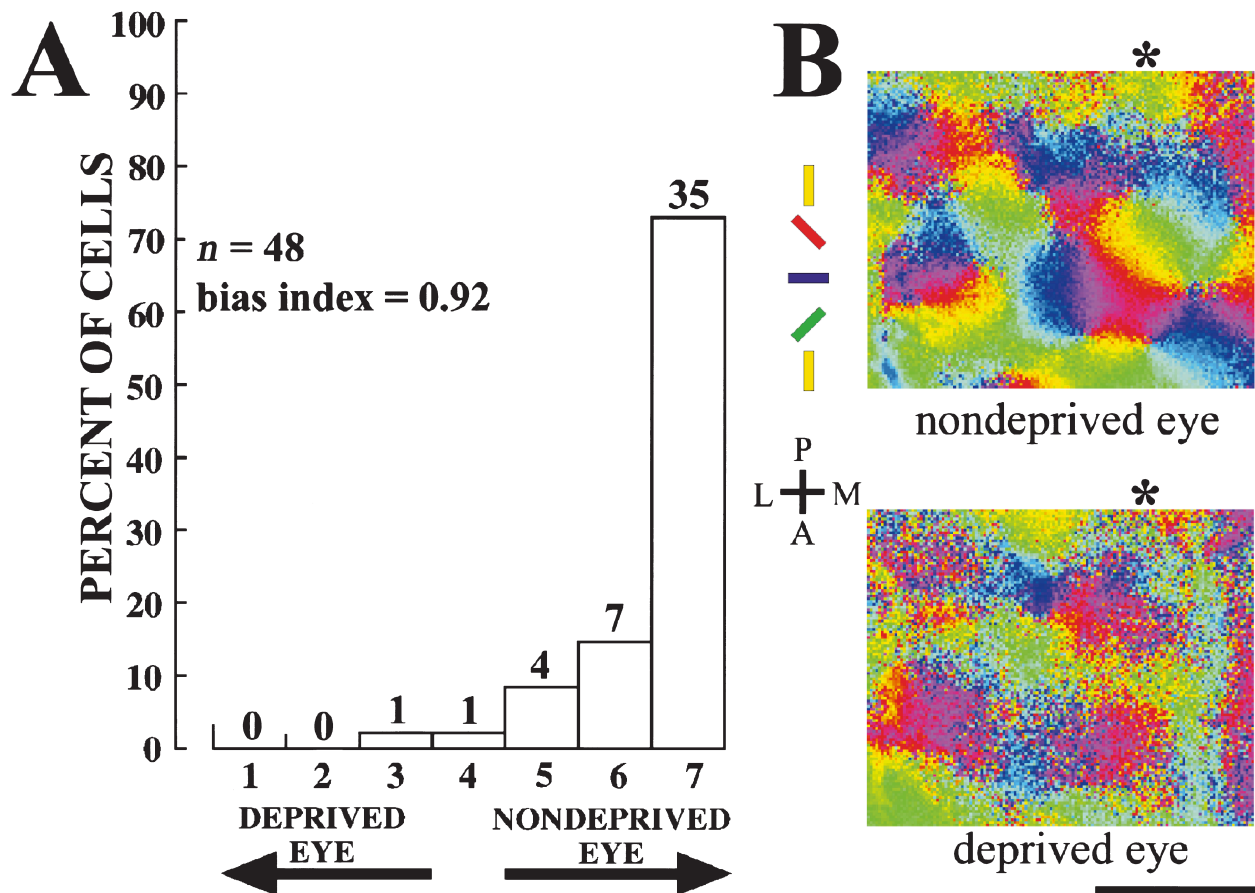 A
100
90
80
70
60
50
40
30
20
10
0
PERCENT OF CELLS
n = 48
bias index = 0.92
0
0
1
1
4
7
35
1
2
3
4
5
6
7
DEPRIVED
EYE
NONDEPRIVED
EYE
B
*
nondeprived eye
P
L
M
A
*
deprived eye